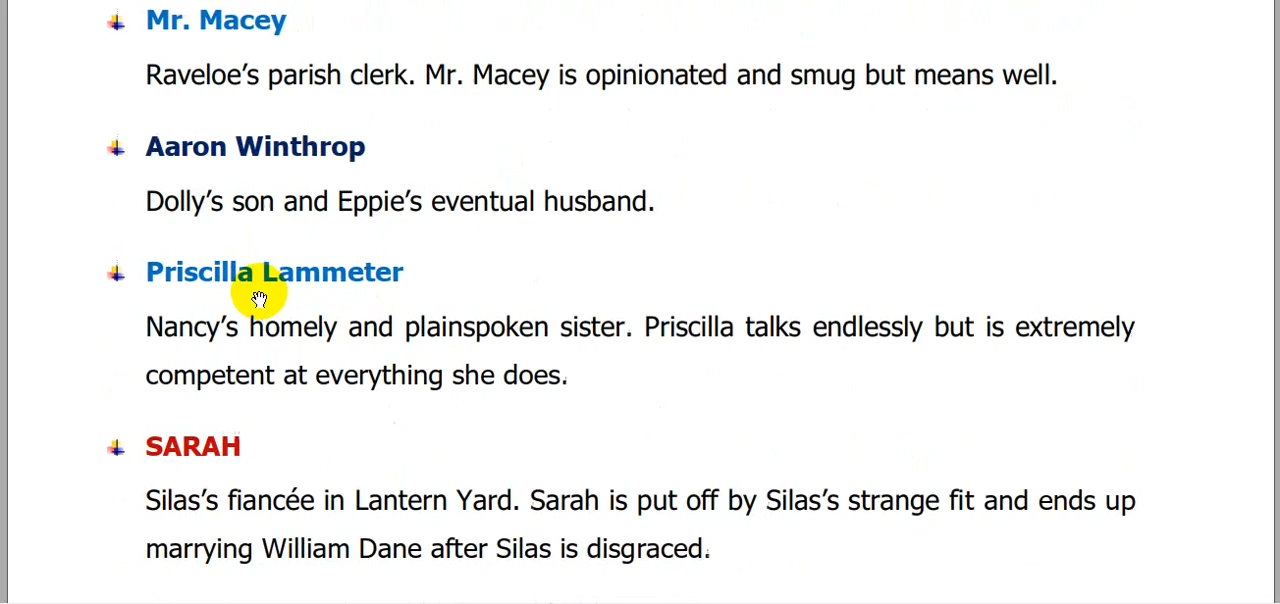 Mr. Macey
Raveloe’s parish clerk. Mr. Macey is opinionated and smug but means well.
Aaron Winthrop
Dolly’s son and Eppie’s eventual husband.
Priscilla Lammeter
Nancy’s homely and plainspoken sister. Priscilla talks endlessly but is extremely
competent at everything she does.
SARAH
Silas’s fiancée in Lantern Yard. Sarah is put off by Silas’s strange fit and ends up
marrying William Dane after Silas is disgraced.